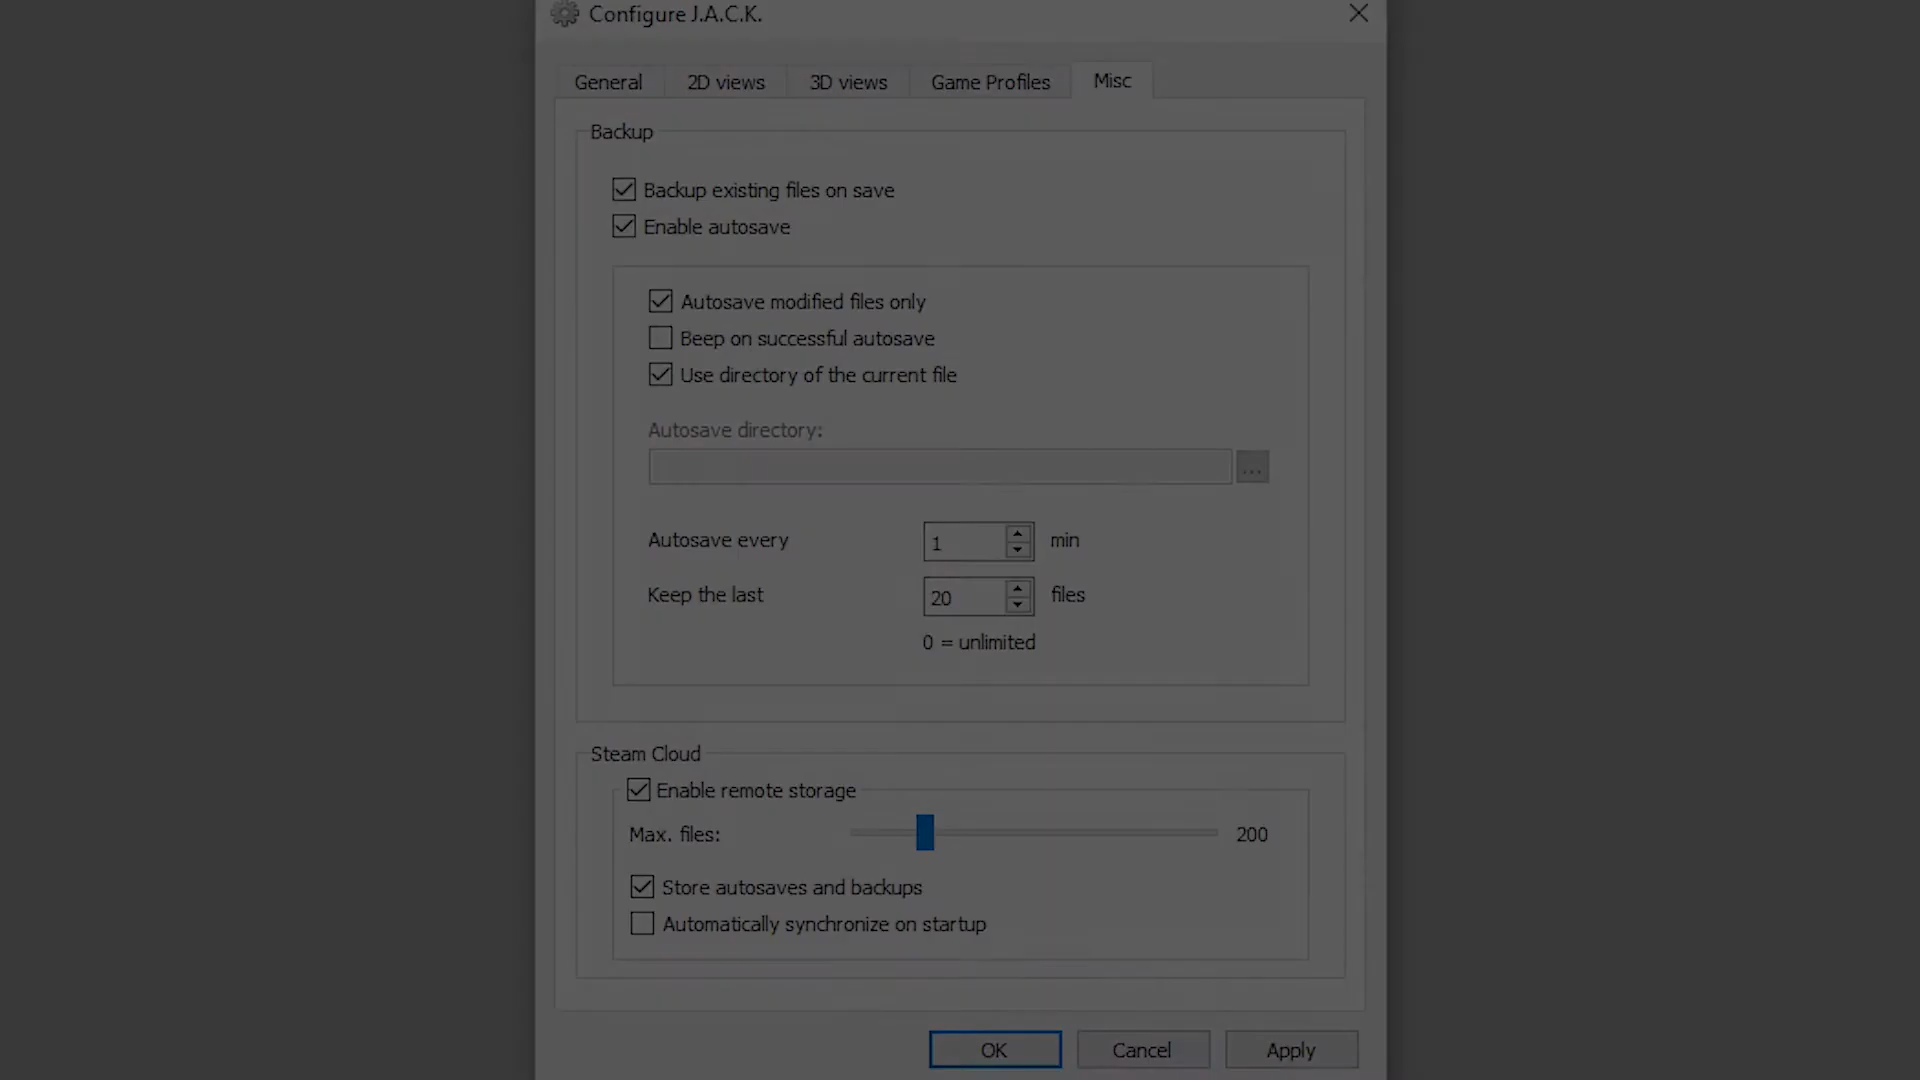 Configure J.A.C.K.
General 2D views 3D views Game Profiles Misc
Backup
Backup existing files on save
Enable autosave
Autosave modified files only
Beep on successful autosave
Use directory of the current file
Autosave directory:
...
Autosave every 1 min
Keep the last 20 files
0 = unlimited
Steam Cloud
Enable remote storage
Max. files: 200
Store autosaves and backups
Automatically synchronize on startup
OK Cancel Apply